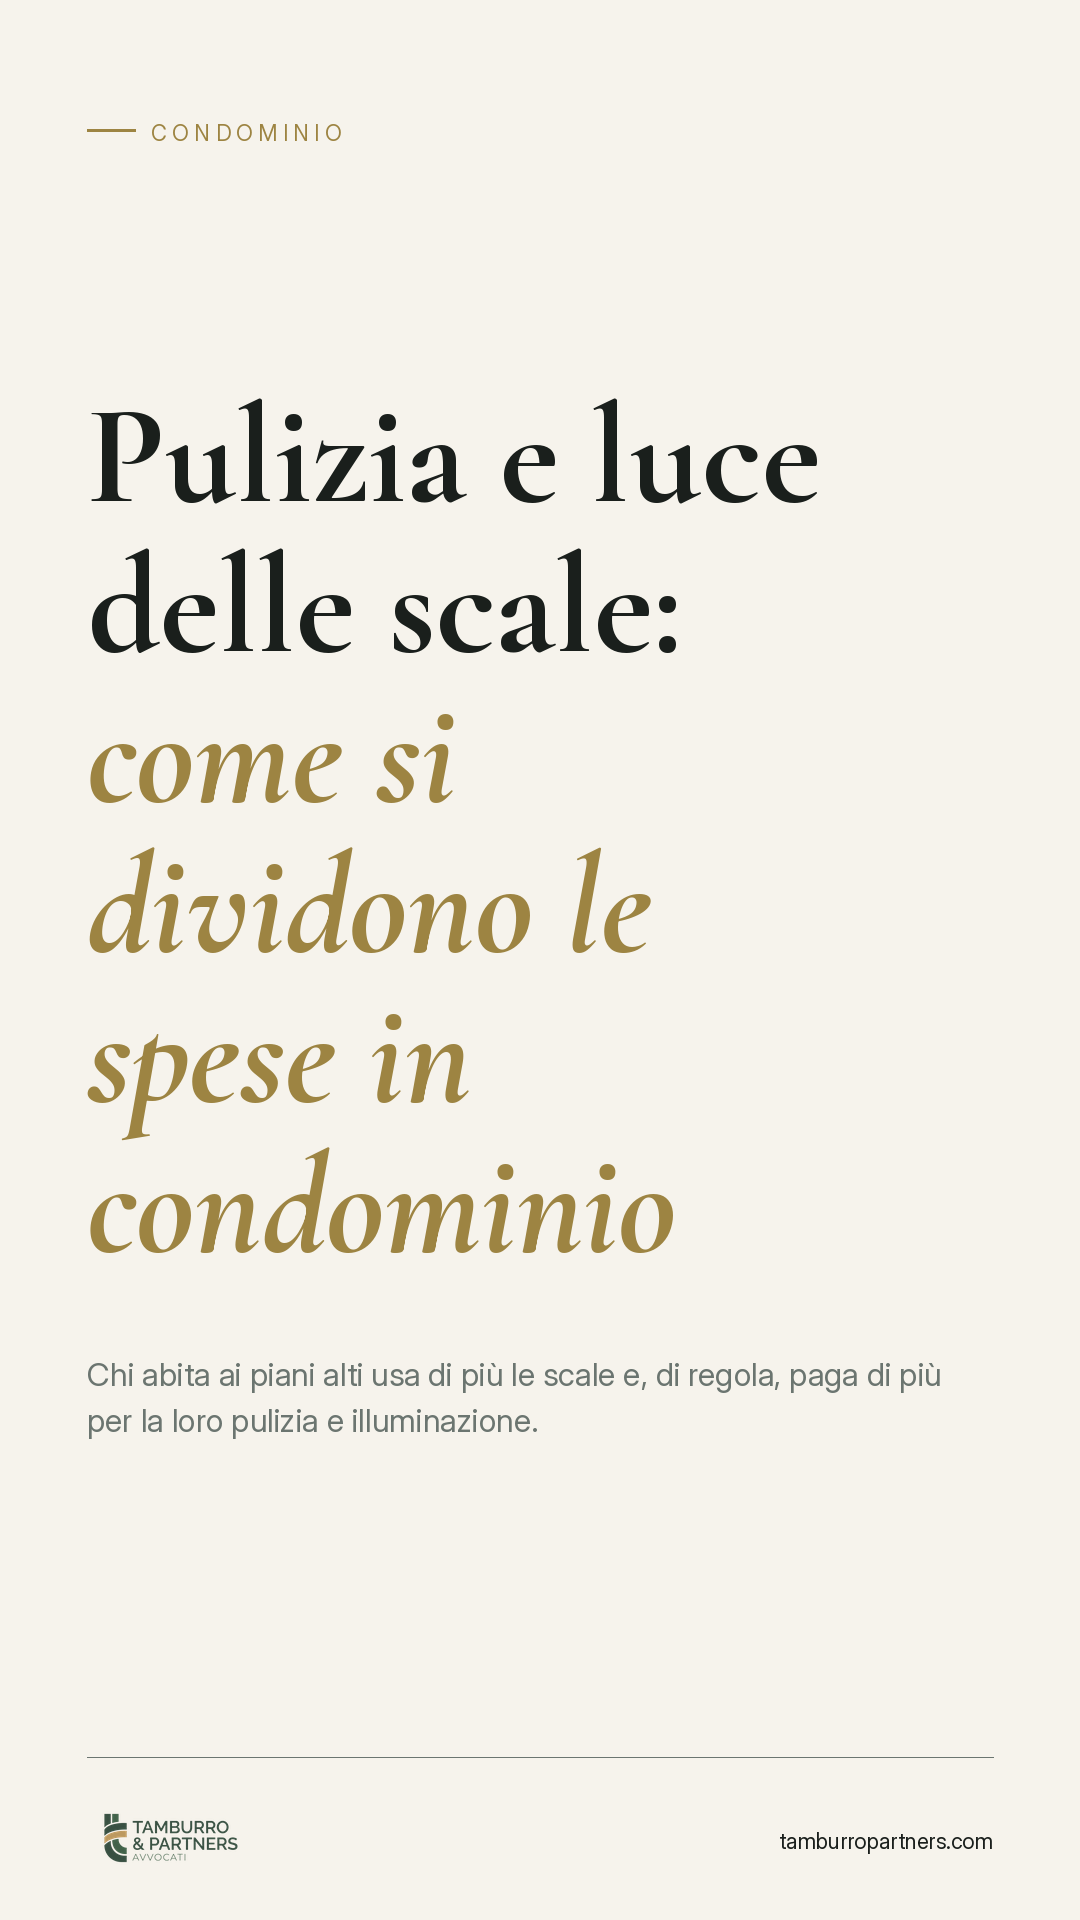 CONDOMINIO
Pulizia e luce
delle scale:
come si
dividono le
spese in
condominio
Chi abita ai piani alti usa di più le scale e, di regola, paga di più
per la loro pulizia e illuminazione.
TAMBURRO
& PARTNERS
AVVOCATI
tamburropartners.com